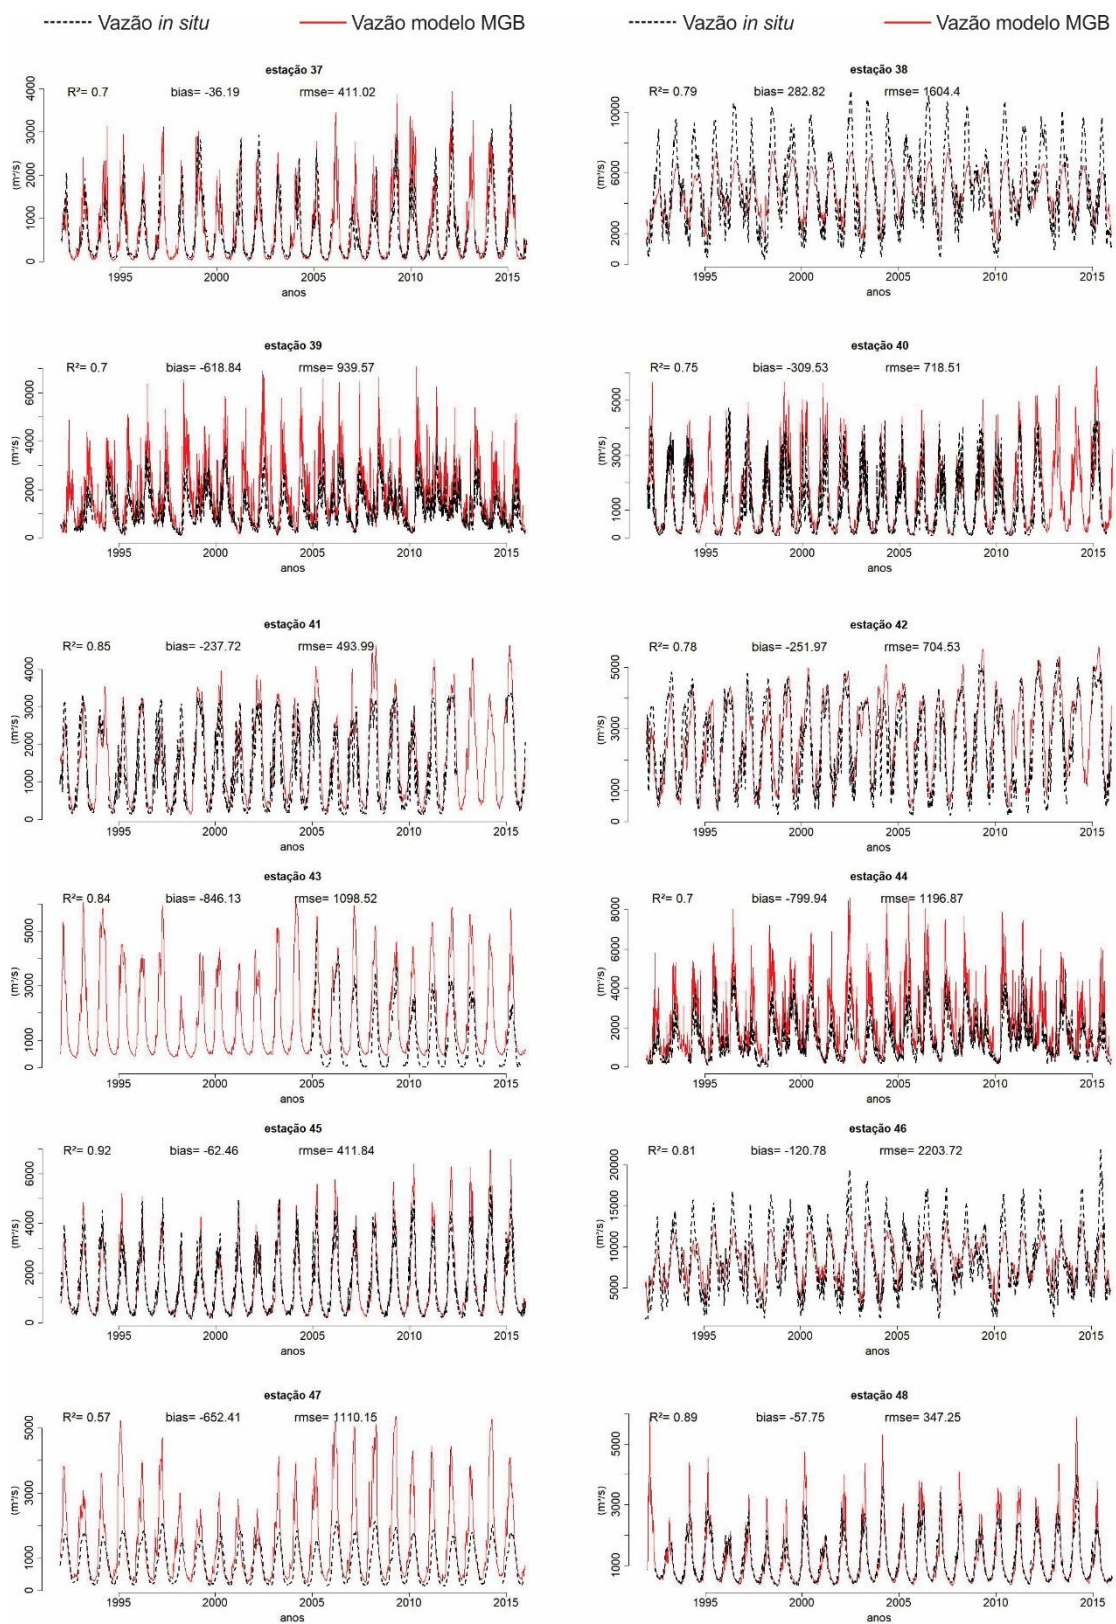 Vazão in situ Vazão modelo MGB Vazão in situ Vazão modelo MGB
estação 37
R²= 0.7 bias= -36.19 rmse= 411.02
(m³/s)
0 1000 2000 3000 4000
1995 2000 2005 2010 2015
anos
estação 38
R²= 0.79 bias= 282.82 rmse= 1604.4
(m³/s)
2000 6000 10000
1995 2000 2005 2010 2015
anos
estação 39
R²= 0.7 bias= -618.84 rmse= 939.57
(m³/s)
0 2000 4000 6000
1995 2000 2005 2010 2015
anos
estação 40
R²= 0.75 bias= -309.53 rmse= 718.51
(m³/s)
0 1000 3000 5000
1995 2000 2005 2010 2015
anos
estação 41
R²= 0.85 bias= -237.72 rmse= 493.99
(m³/s)
0 1000 2000 3000 4000
1995 2000 2005 2010 2015
anos
estação 42
R²= 0.78 bias= -251.97 rmse= 704.53
(m³/s)
0 1000 3000 5000
1995 2000 2005 2010 2015
anos
estação 43
R²= 0.84 bias= -846.13 rmse= 1098.52
(m³/s)
0 1000 3000 5000
1995 2000 2005 2010 2015
anos
estação 44
R²= 0.7 bias= -799.94 rmse= 1196.87
(m³/s)
0 2000 4000 6000 8000
1995 2000 2005 2010 2015
anos
estação 45
R²= 0.92 bias= -62.46 rmse= 411.84
(m³/s)
0 2000 4000 6000
1995 2000 2005 2010 2015
anos
estação 46
R²= 0.81 bias= -120.78 rmse= 2203.72
(m³/s)
5000 10000 15000 20000
1995 2000 2005 2010 2015
anos
estação 47
R²= 0.57 bias= -652.41 rmse= 1110.15
(m³/s)
0 1000 3000 5000
1995 2000 2005 2010 2015
anos
estação 48
R²= 0.89 bias= -57.75 rmse= 347.25
(m³/s)
1000 3000 5000
1995 2000 2005 2010 2015
anos